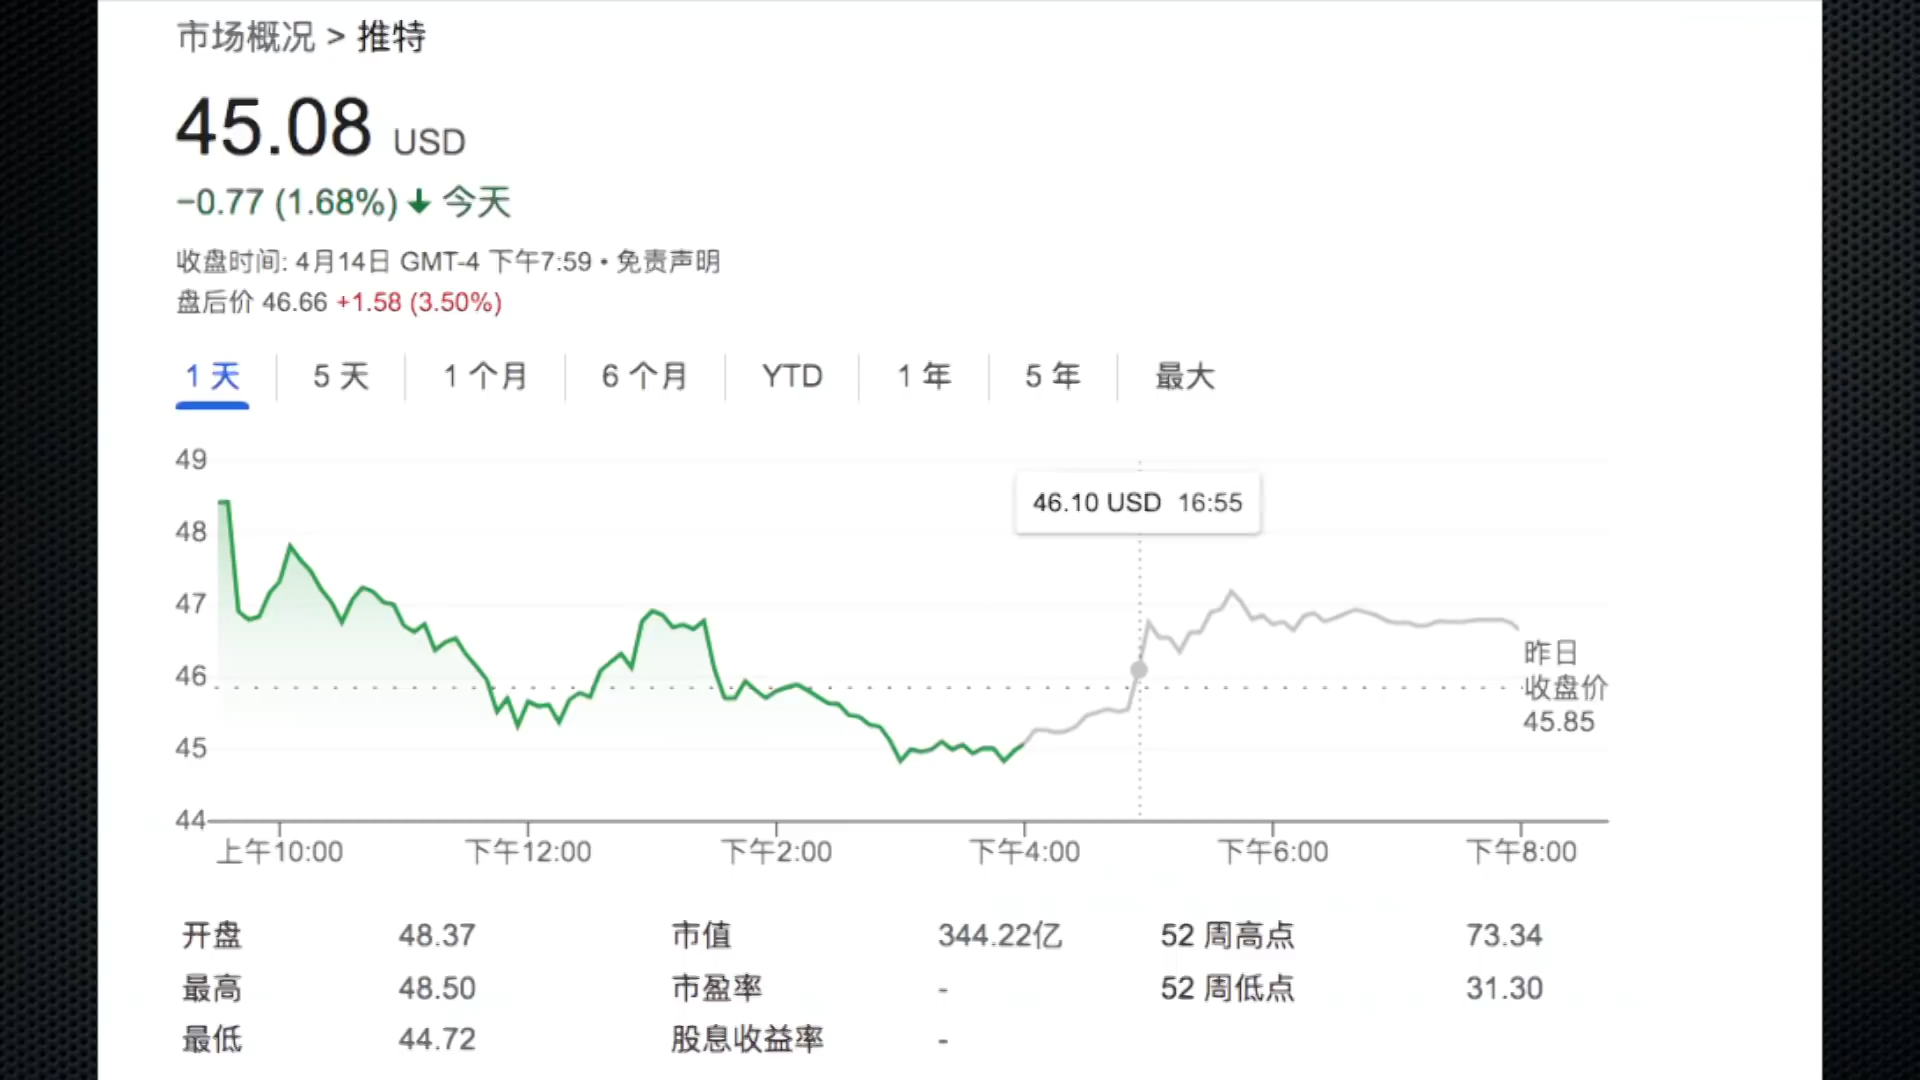 市场概况 > 推特
45.08 USD
−0.77 (1.68%) ↓ 今天
收盘时间: 4月14日 GMT-4 下午7:59 • 免责声明
盘后价 46.66 +1.58 (3.50%)
1 天 5 天 1 个月 6 个月 YTD 1 年 5 年 最大
49
46.10 USD 16:55
48
47
46
昨日
收盘价
45.85
45
44
上午10:00 下午12:00 下午2:00 下午4:00 下午6:00 下午8:00
开盘 48.37 市值 344.22亿 52 周高点 73.34
最高 48.50 市盈率 - 52 周低点 31.30
最低 44.72 股息收益率 -